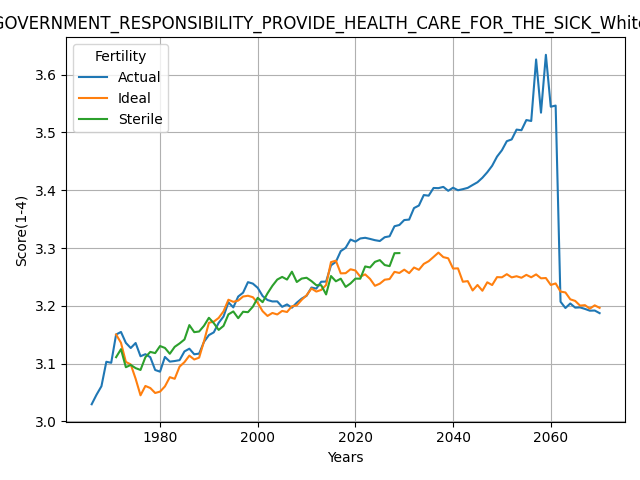 GOVERNMENT_RESPONSIBILITY_PROVIDE_HEALTH_CARE_FOR_THE_SICK_White
Fertility
Actual
Ideal
Sterile
3.6
3.5
3.4
3.3
3.2
3.1
3.0
Score(1-4)
1980 2000 2020 2040 2060
Years